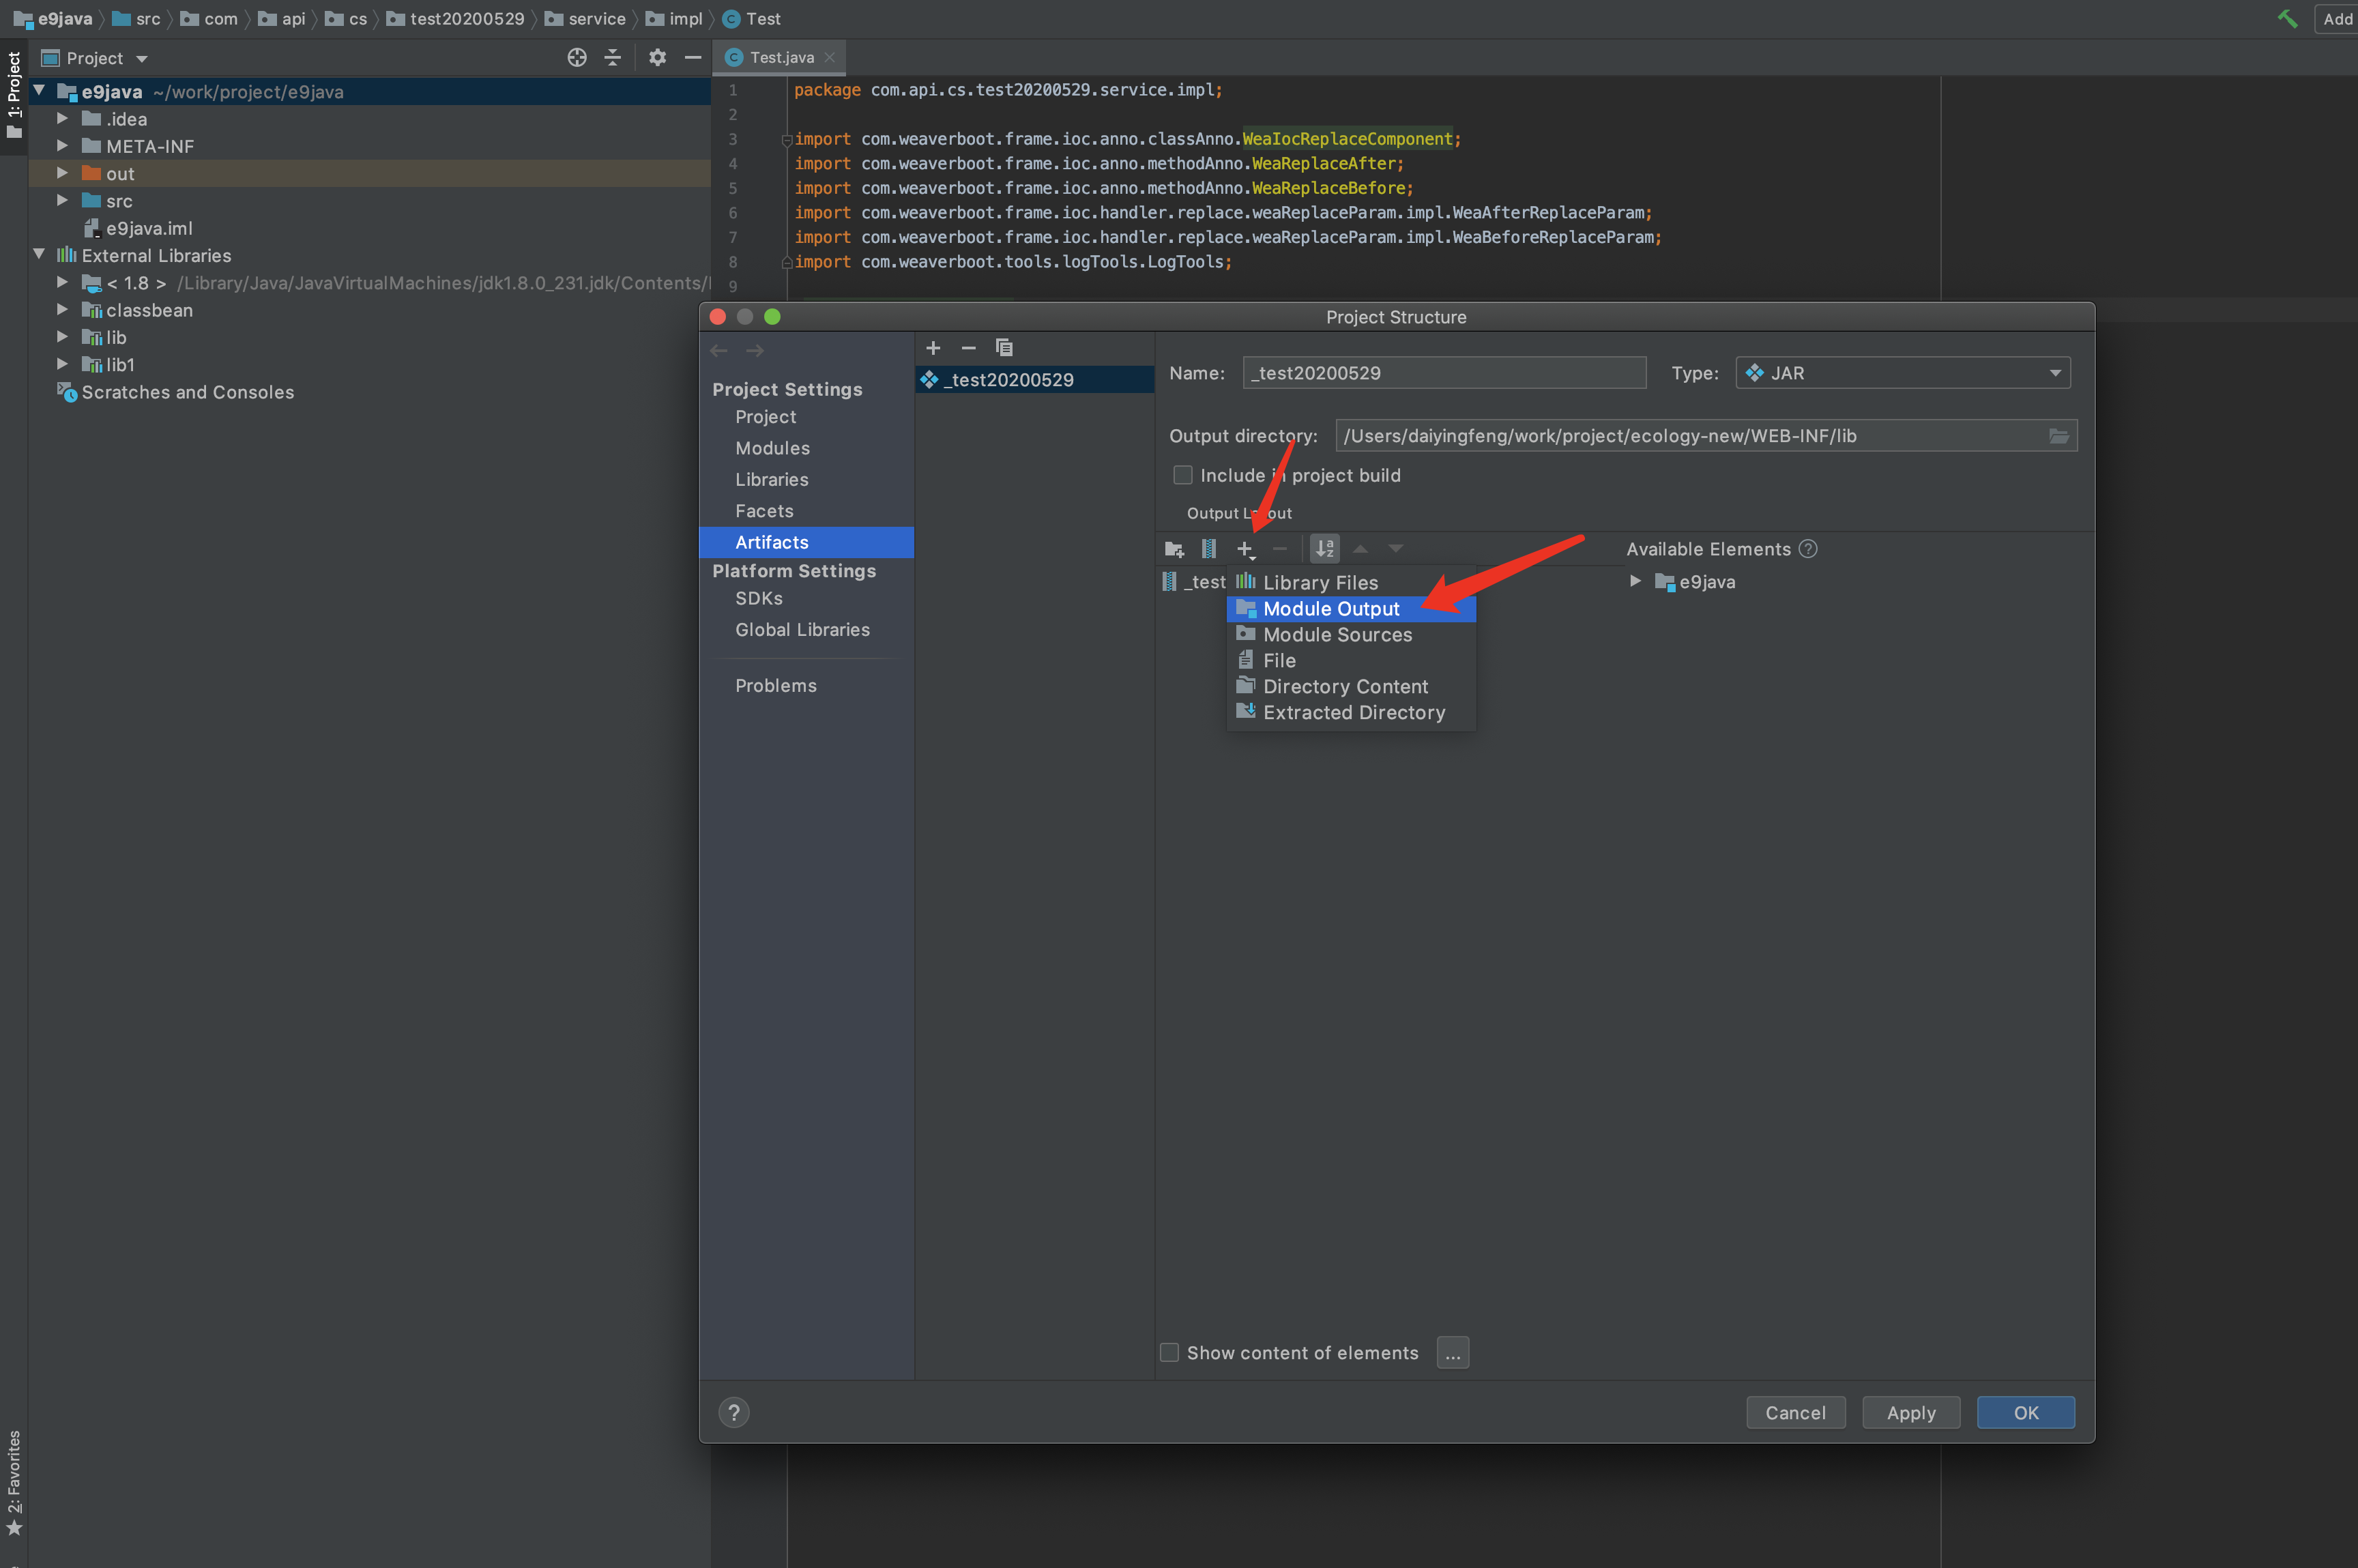 e9java src com api cs test20200529 service impl Test
Add
1: Project
Project
e9java ~/work/project/e9java
.idea
META-INF
out
src
e9java.iml
External Libraries
< 1.8 > /Library/Java/JavaVirtualMachines/jdk1.8.0_231.jdk/Contents/
classbean
lib
lib1
Scratches and Consoles
2: Favorites
Test.java
1 package com.api.cs.test20200529.service.impl;
2
3 import com.weaverboot.frame.ioc.anno.classAnno.WeaIocReplaceComponent;
4 import com.weaverboot.frame.ioc.anno.methodAnno.WeaReplaceAfter;
5 import com.weaverboot.frame.ioc.anno.methodAnno.WeaReplaceBefore;
6 import com.weaverboot.frame.ioc.handler.replace.weaReplaceParam.impl.WeaAfterReplaceParam;
7 import com.weaverboot.frame.ioc.handler.replace.weaReplaceParam.impl.WeaBeforeReplaceParam;
8 import com.weaverboot.tools.logTools.LogTools;
9
Project Structure
Project Settings
Project
Modules
Libraries
Facets
Artifacts
Platform Settings
SDKs
Global Libraries
Problems
_test20200529
Name: _test20200529 Type: JAR
Output directory: /Users/daiyingfeng/work/project/ecology-new/WEB-INF/lib
Include in project build
Output Layout
Available Elements ?
_test
e9java
Library Files
Module Output
Module Sources
File
Directory Content
Extracted Directory
Show content of elements ...
? Cancel Apply OK